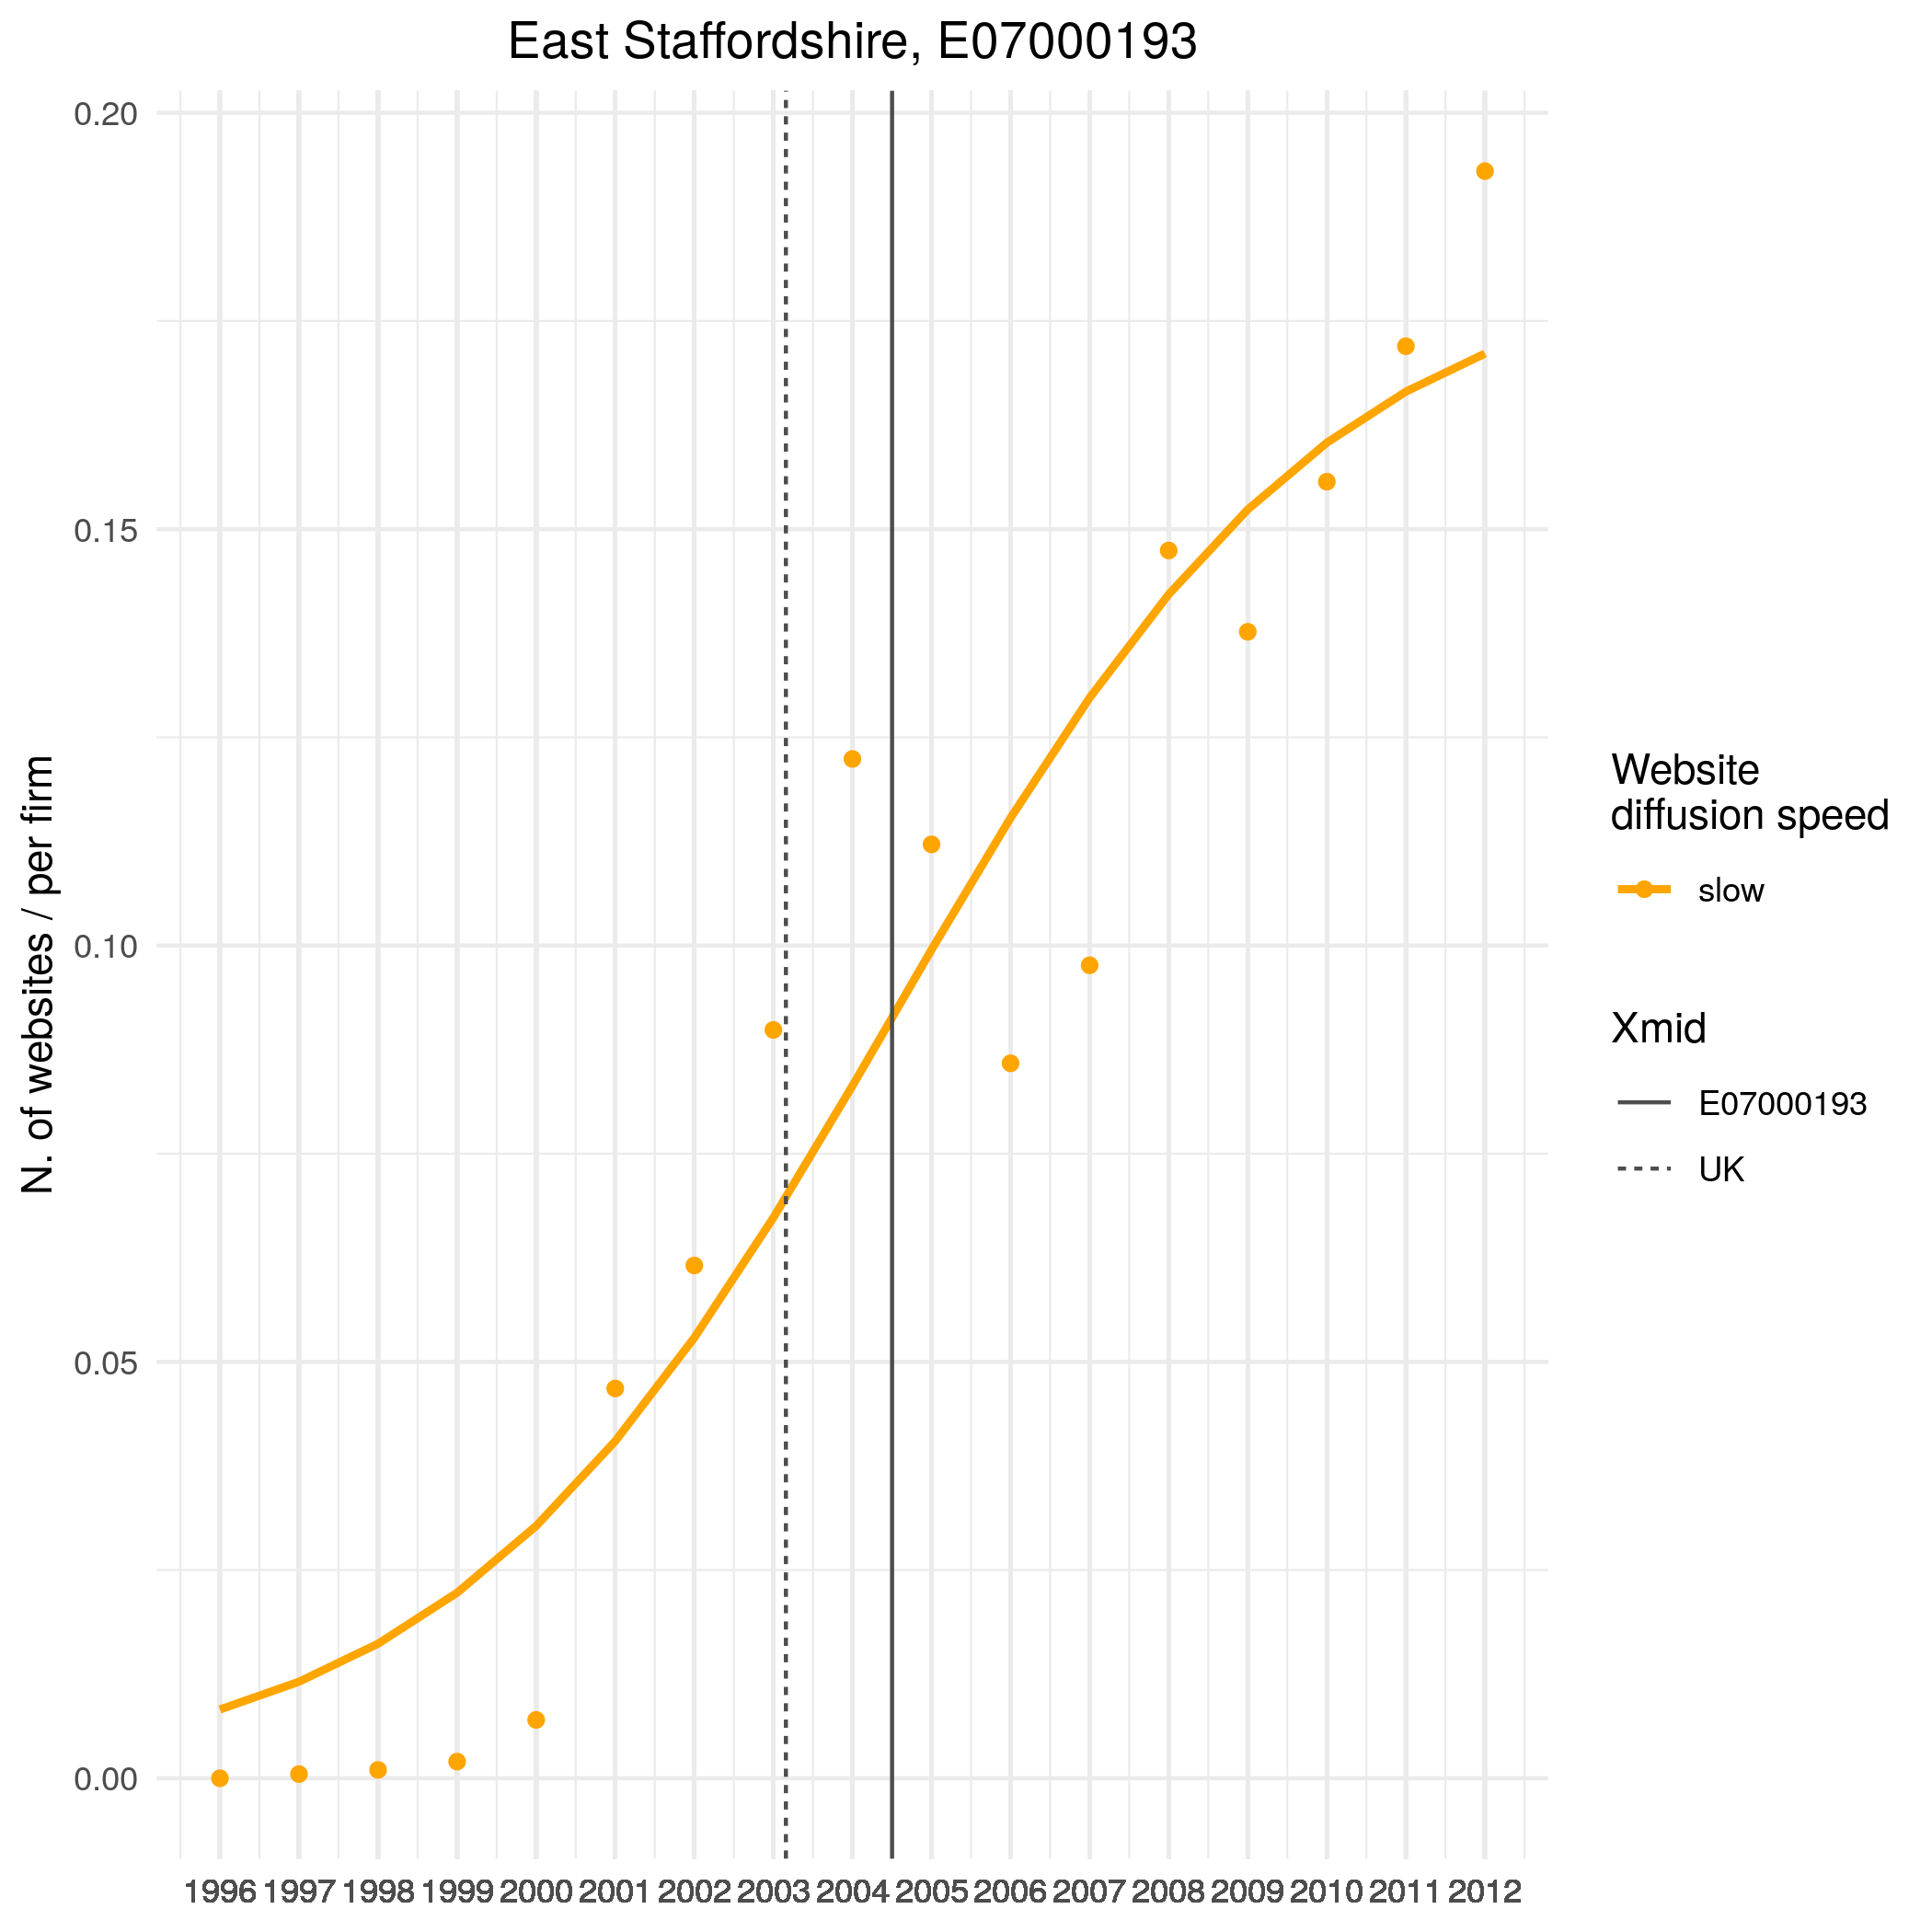 East Staffordshire, E07000193
N. of websites / per firm
0.20
0.15
0.10
0.05
0.00
1996 1997 1998 1999 2000 2001 2002 2003 2004 2005 2006 2007 2008 2009 2010 2011 2012
Website
diffusion speed
slow
Xmid
E07000193
UK